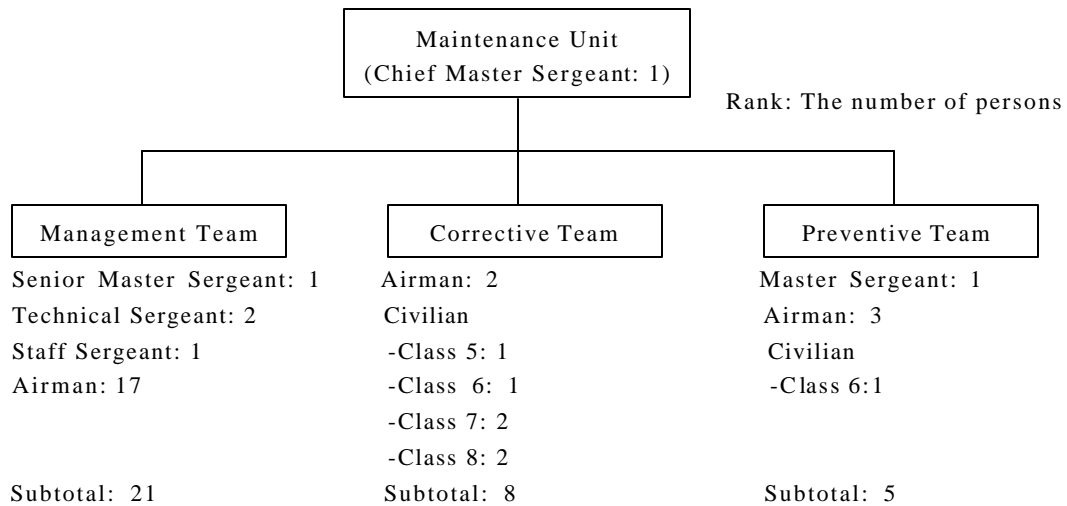 Maintenance Unit
(Chief Master Sergeant: 1)
Rank: The number of persons
Management Team
Senior Master Sergeant: 1
Technical Sergeant: 2
Staff Sergeant: 1
Airman: 17
Subtotal: 21
Corrective Team
Airman: 2
Civilian
-Class 5: 1
-Class 6: 1
-Class 7: 2
-Class 8: 2
Subtotal: 8
Preventive Team
Master Sergeant: 1
Airman: 3
Civilian
-Class 6:1
Subtotal: 5